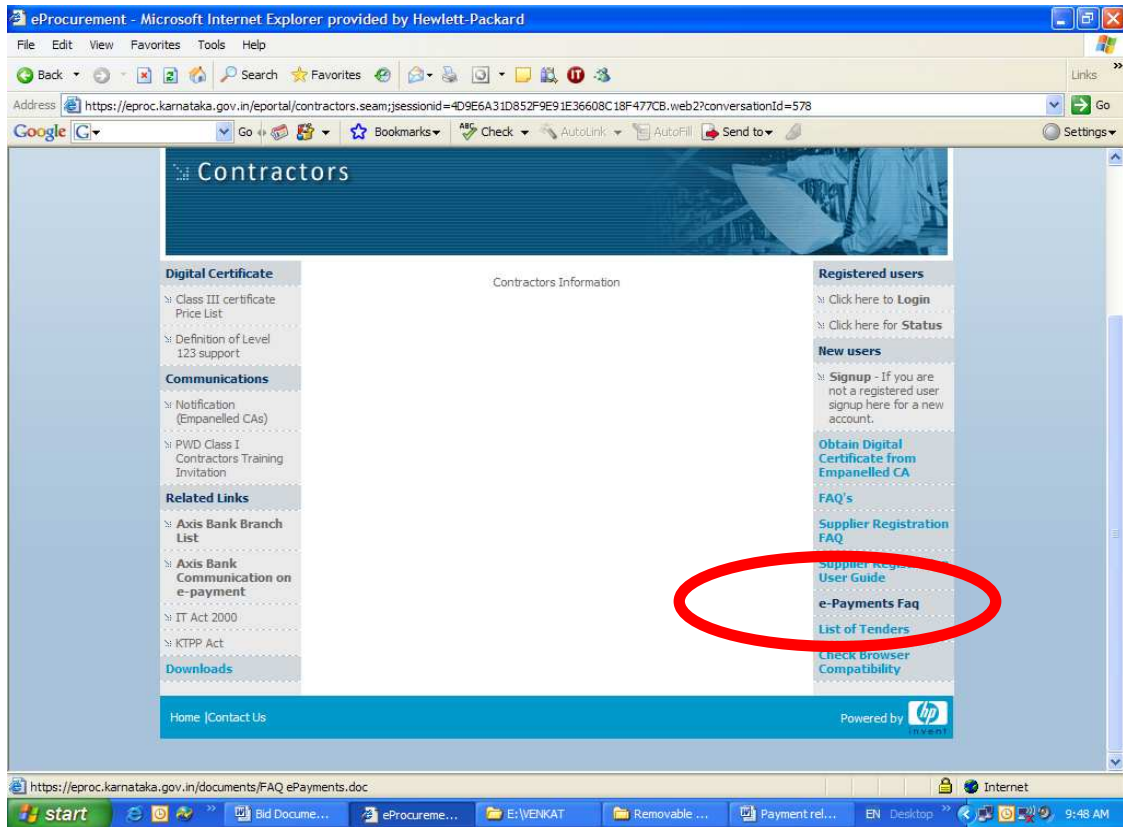 eProcurement - Microsoft Internet Explorer provided by Hewlett-Packard
File Edit View Favorites Tools Help
Back Search Favorites Links
Address https://eproc.karnataka.gov.in/eportal/contractors.seam;jsessionid=4D9E6A31D852F9E91E36608C18F477CB.web2?conversationId=578 Go
Google G Go Bookmarks ABC Check AutoLink AutoFill Send to Settings
Contractors
Digital Certificate
Class III certificate
Price List
Definition of Level
123 support
Communications
Notification
(Empanelled CAs)
PWD Class I
Contractors Training
Invitation
Related Links
Axis Bank Branch
List
Axis Bank
Communication on
e-payment
IT Act 2000
KTPP Act
Downloads
Contractors Information
Registered users
Click here to Login
Click here for Status
New users
Signup - If you are
not a registered user
signup here for a new
account.
Obtain Digital
Certificate from
Empanelled CA
FAQ's
Supplier Registration
FAQ
Supplier Registration
User Guide
e-Payments Faq
List of Tenders
Check Browser
Compatibility
Home |Contact Us
Powered by hp
invent
https://eproc.karnataka.gov.in/documents/FAQ ePayments.doc Internet
start Bid Docume... eProcureme... E:\VENKAT Removable ... Payment rel... EN Desktop 9:48 AM